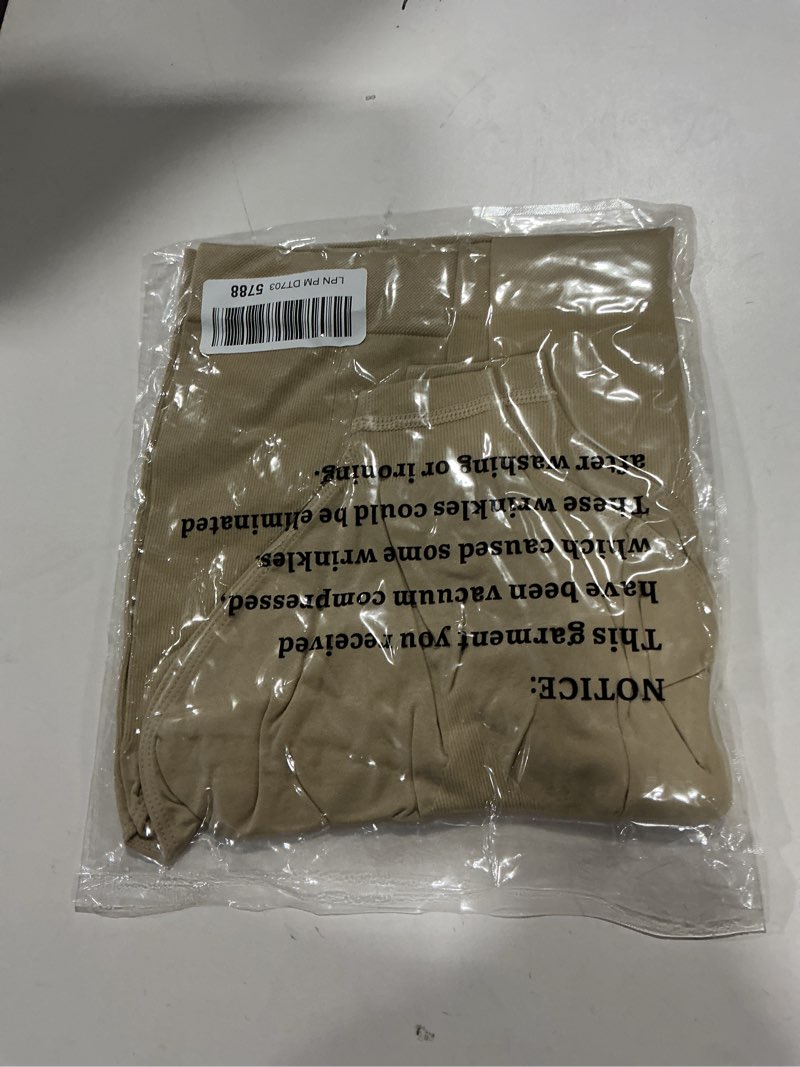 NOTICE:
This garment you received
have been vacuum compressed,
which caused some wrinkles.
These wrinkles could be eliminated
after washing or ironing.
LPN PM DT703 5788